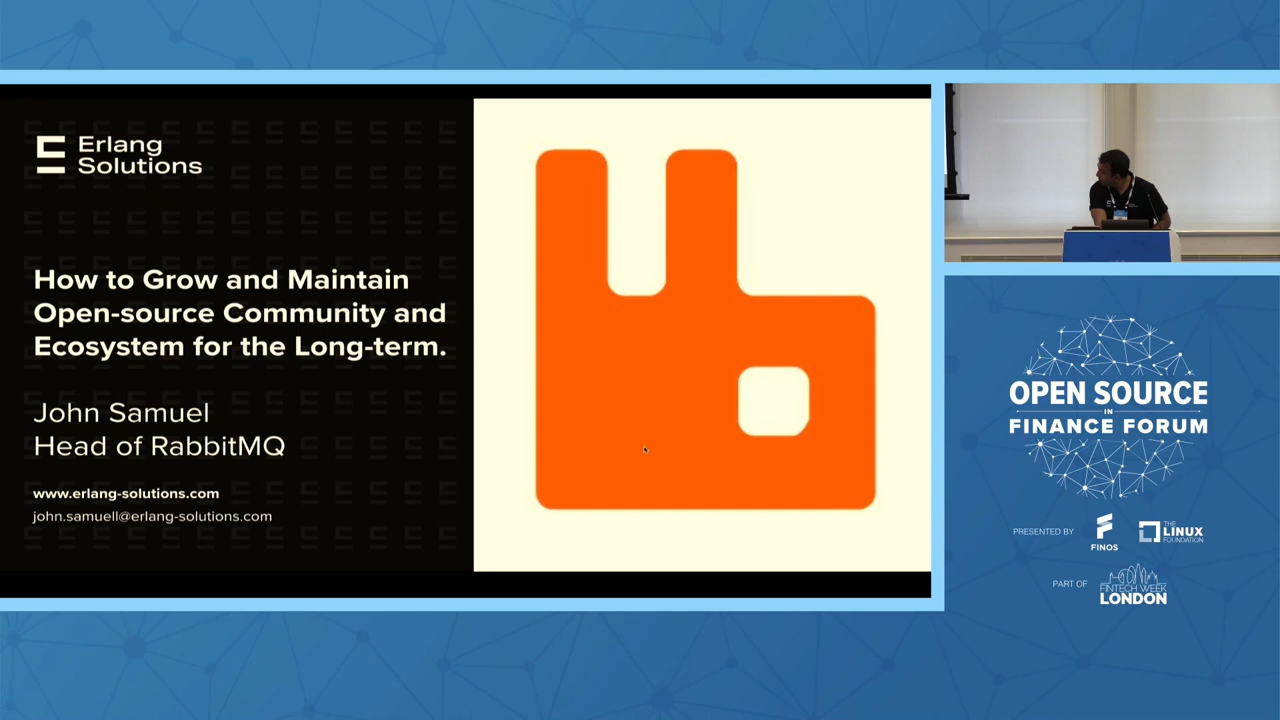 Erlang
Solutions
How to Grow and Maintain
Open-source Community and
Ecosystem for the Long-term.
John Samuel
Head of RabbitMQ
www.erlang-solutions.com
john.samuell@erlang-solutions.com
OPEN SOURCE
IN
FINANCE FORUM
PRESENTED BY
FINOS
THE
LINUX
FOUNDATION
PART OF
FINTECH WEEK
LONDON